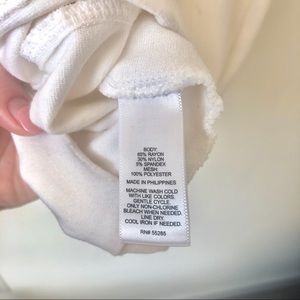 BODY:
65% RAYON
30% NYLON
5% SPANDEX
MESH:
100% POLYESTER
MADE IN PHILIPPINES
MACHINE WASH COLD
WITH LIKE COLORS.
GENTLE CYCLE.
ONLY NON-CHLORINE
BLEACH WHEN NEEDED.
LINE DRY.
COOL IRON IF NEEDED.
RN# 55285